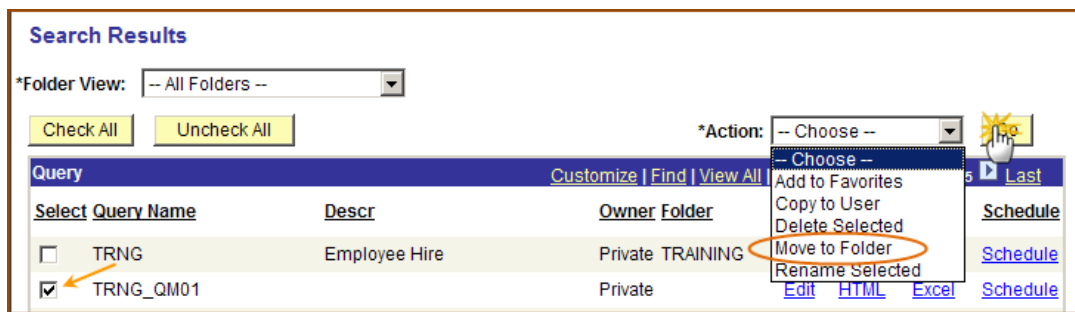 Search Results
*Folder View: -- All Folders --
Check All Uncheck All *Action: -- Choose --
-- Choose --
Query Customize | Find | View All | 5 Last
Add to Favorites
Copy to User
Select Query Name Descr Owner Folder Schedule
Delete Selected
TRNG Employee Hire Private TRAINING Move to Folder Schedule
Rename Selected
TRNG_QM01 Private Edit HTML Excel Schedule